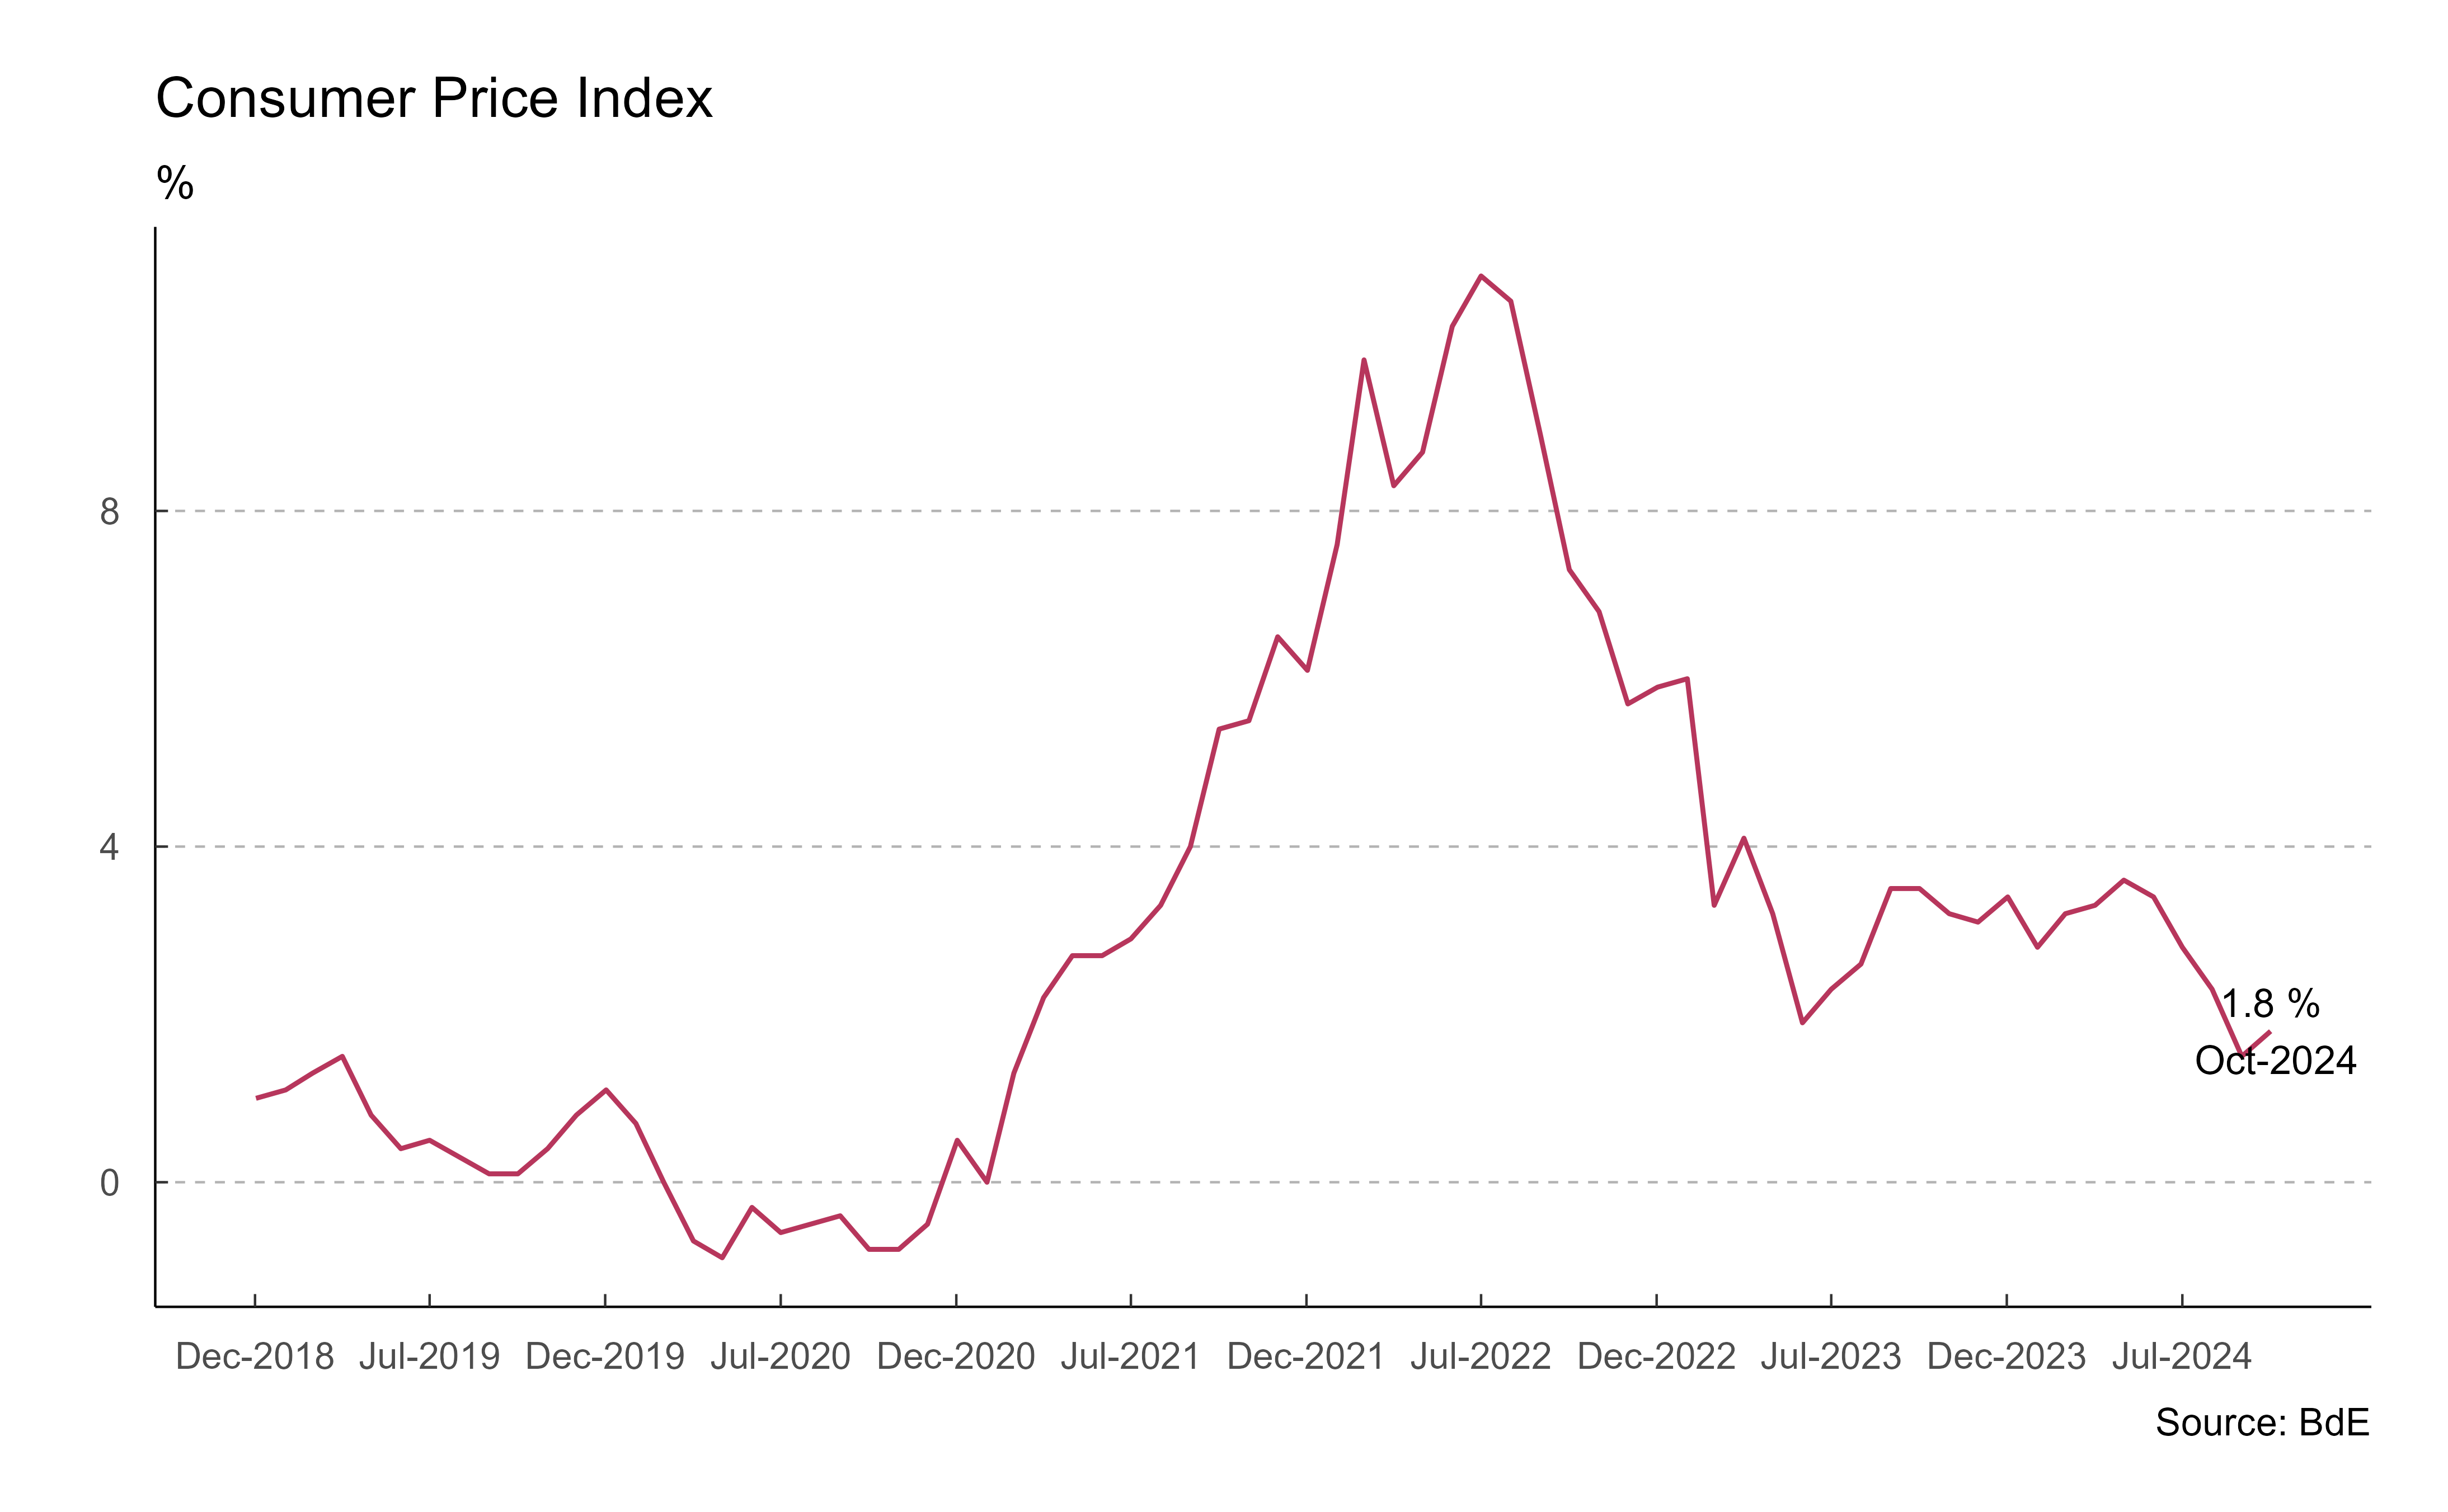 Consumer Price Index
%
8
4
0
1.8 %
Oct-2024
Dec-2018 Jul-2019 Dec-2019 Jul-2020 Dec-2020 Jul-2021 Dec-2021 Jul-2022 Dec-2022 Jul-2023 Dec-2023 Jul-2024
Source: BdE